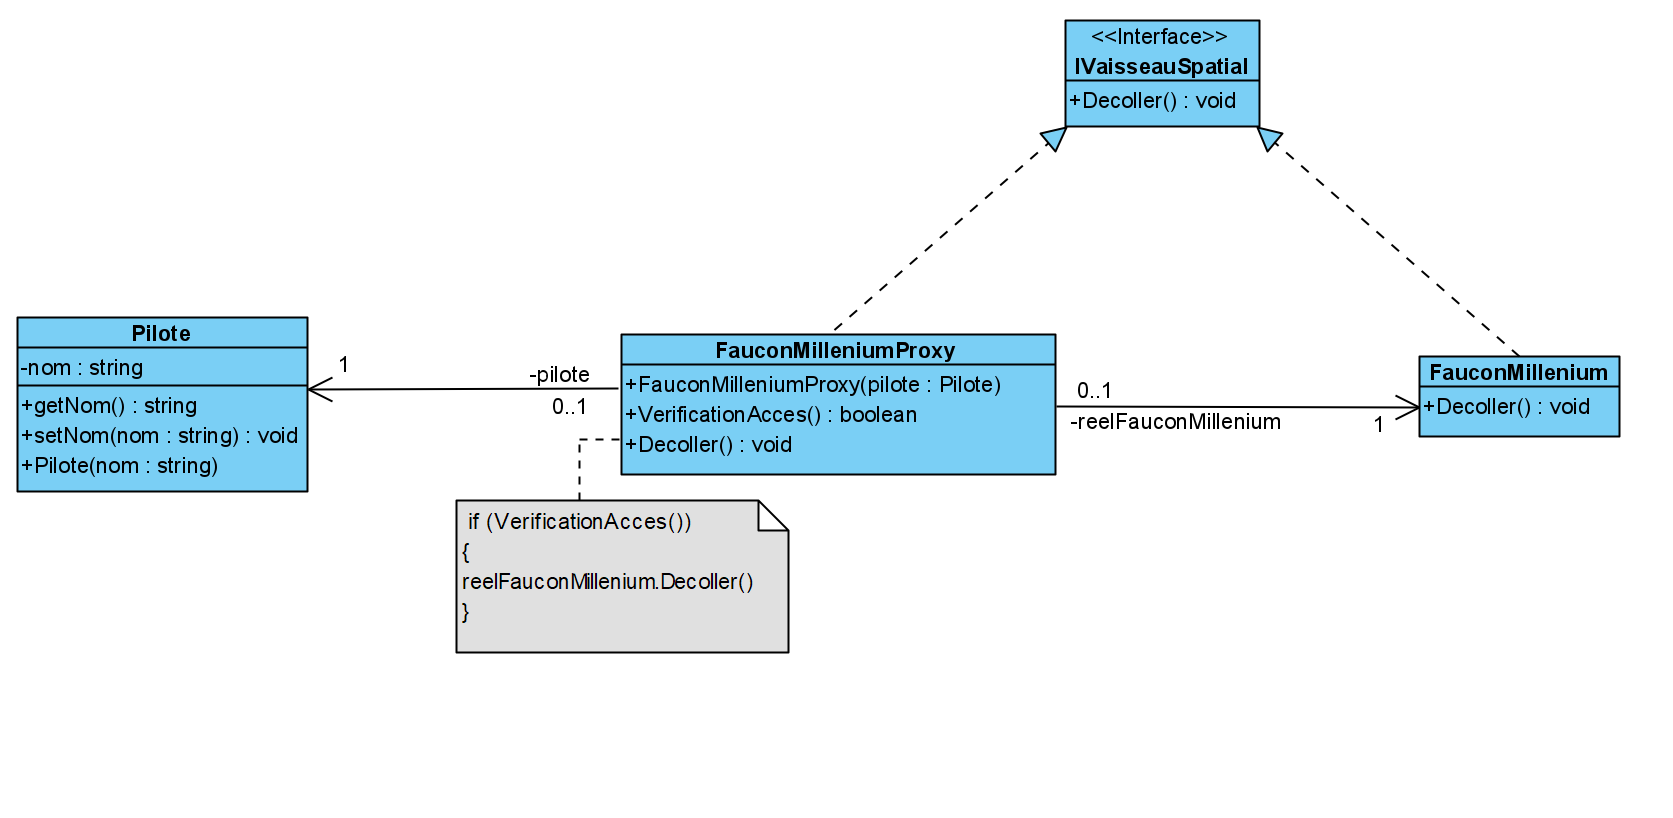 <<Interface>>
IVaisseauSpatial
+Decoller() : void
Pilote
-nom : string
+getNom() : string
+setNom(nom : string) : void
+Pilote(nom : string)
1
-pilote
0..1
FauconMilleniumProxy
+FauconMilleniumProxy(pilote : Pilote)
+VerificationAcces() : boolean
+Decoller() : void
0..1
-reelFauconMillenium
1
FauconMillenium
+Decoller() : void
if (VerificationAcces())
{
reelFauconMillenium.Decoller()
}